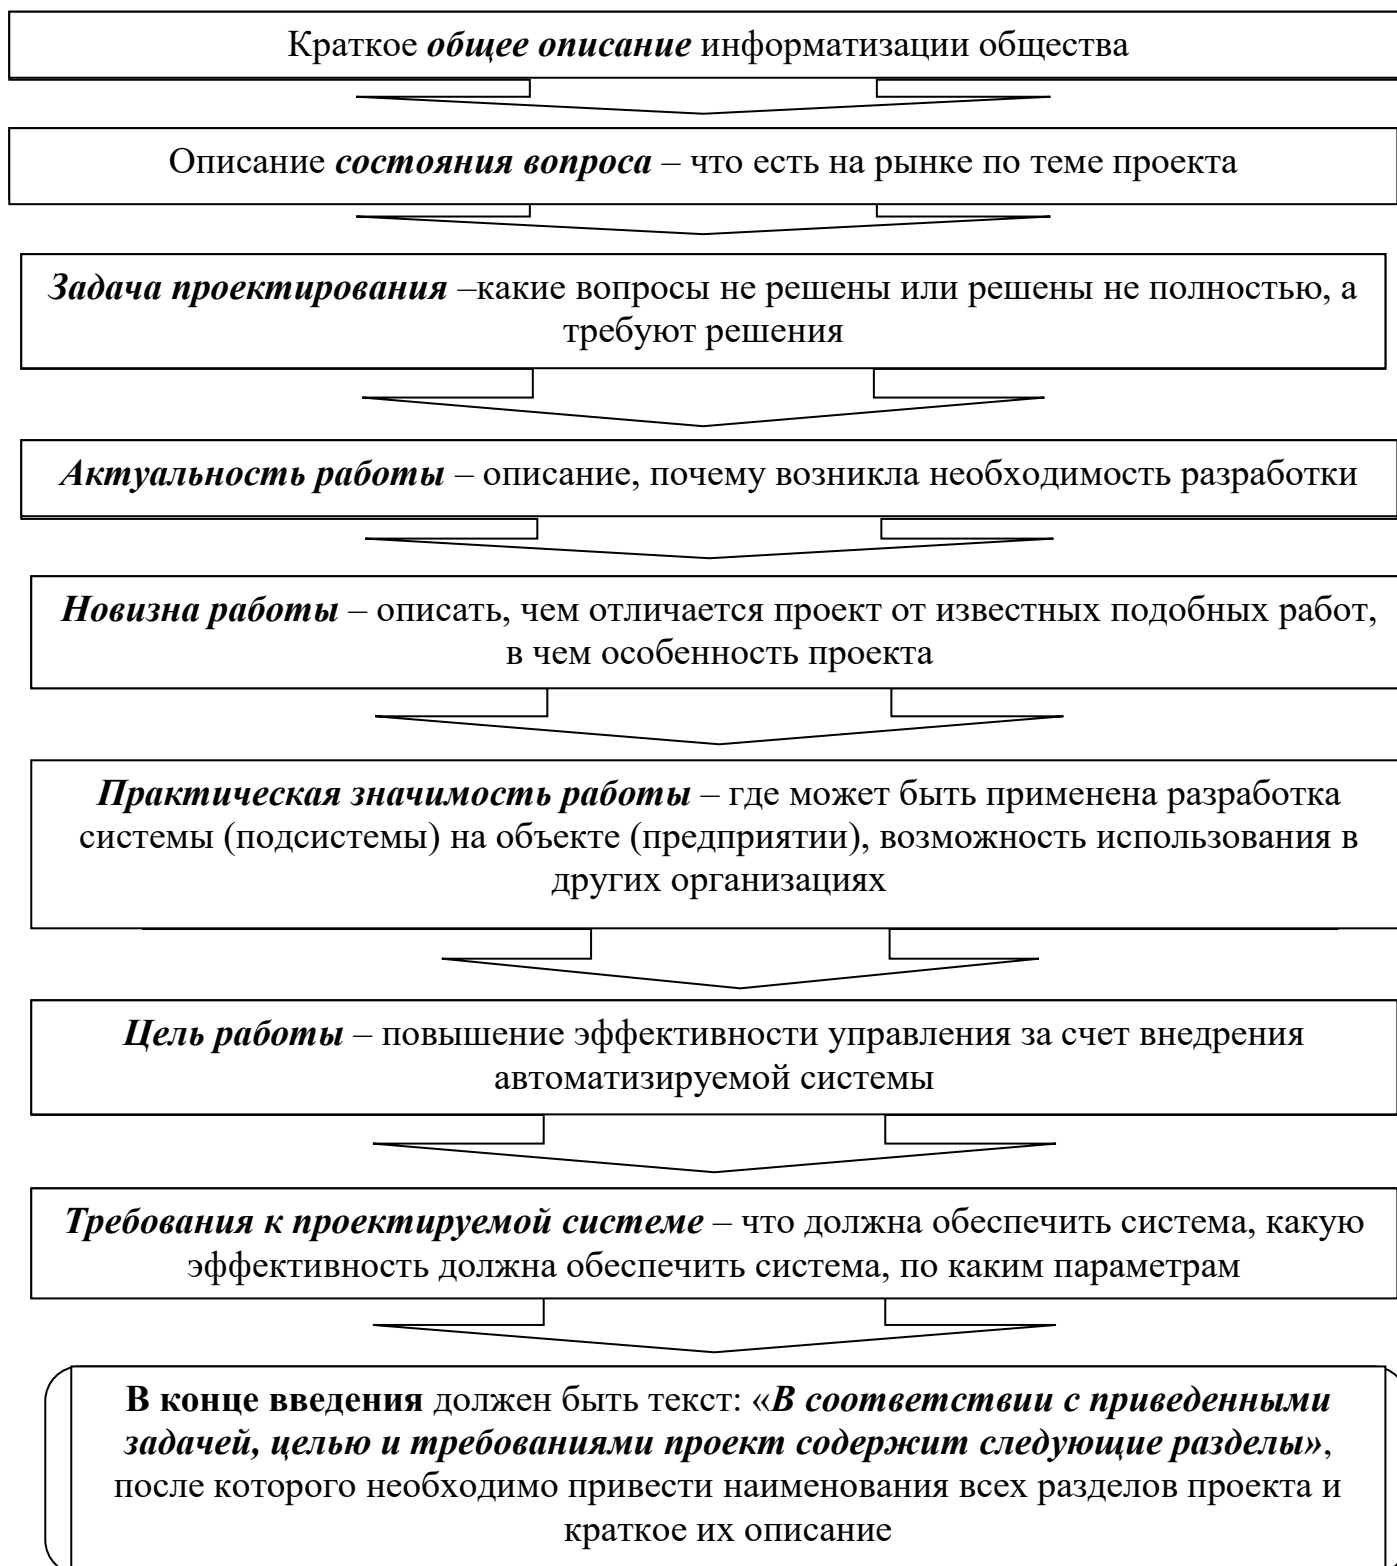 Краткое общее описание информатизации общества
Описание состояния вопроса – что есть на рынке по теме проекта
Задача проектирования –какие вопросы не решены или решены не полностью, а
требуют решения
Актуальность работы – описание, почему возникла необходимость разработки
Новизна работы – описать, чем отличается проект от известных подобных работ,
в чем особенность проекта
Практическая значимость работы – где может быть применена разработка
системы (подсистемы) на объекте (предприятии), возможность использования в
других организациях
Цель работы – повышение эффективности управления за счет внедрения
автоматизируемой системы
Требования к проектируемой системе – что должна обеспечить система, какую
эффективность должна обеспечить система, по каким параметрам
В конце введения должен быть текст: «В соответствии с приведенными
задачей, целью и требованиями проект содержит следующие разделы»,
после которого необходимо привести наименования всех разделов проекта и
краткое их описание